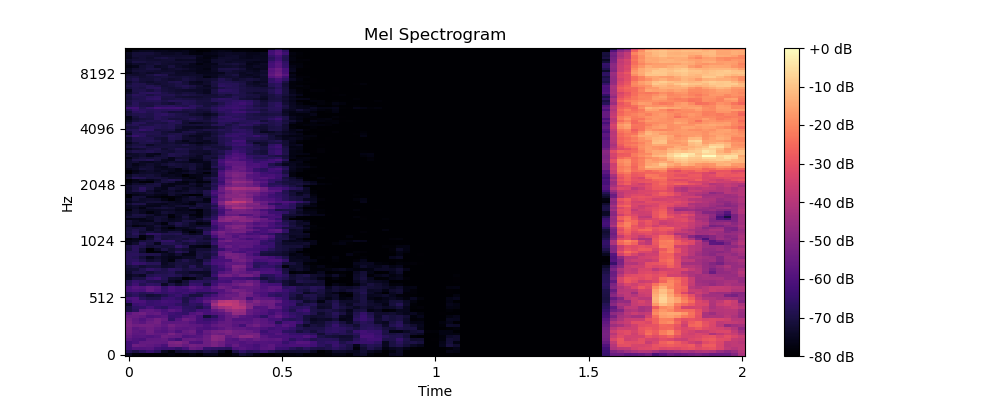 Mel Spectrogram
Hz
8192
4096
2048
1024
512
0
0 0.5 1 1.5 2
Time
+0 dB
-10 dB
-20 dB
-30 dB
-40 dB
-50 dB
-60 dB
-70 dB
-80 dB